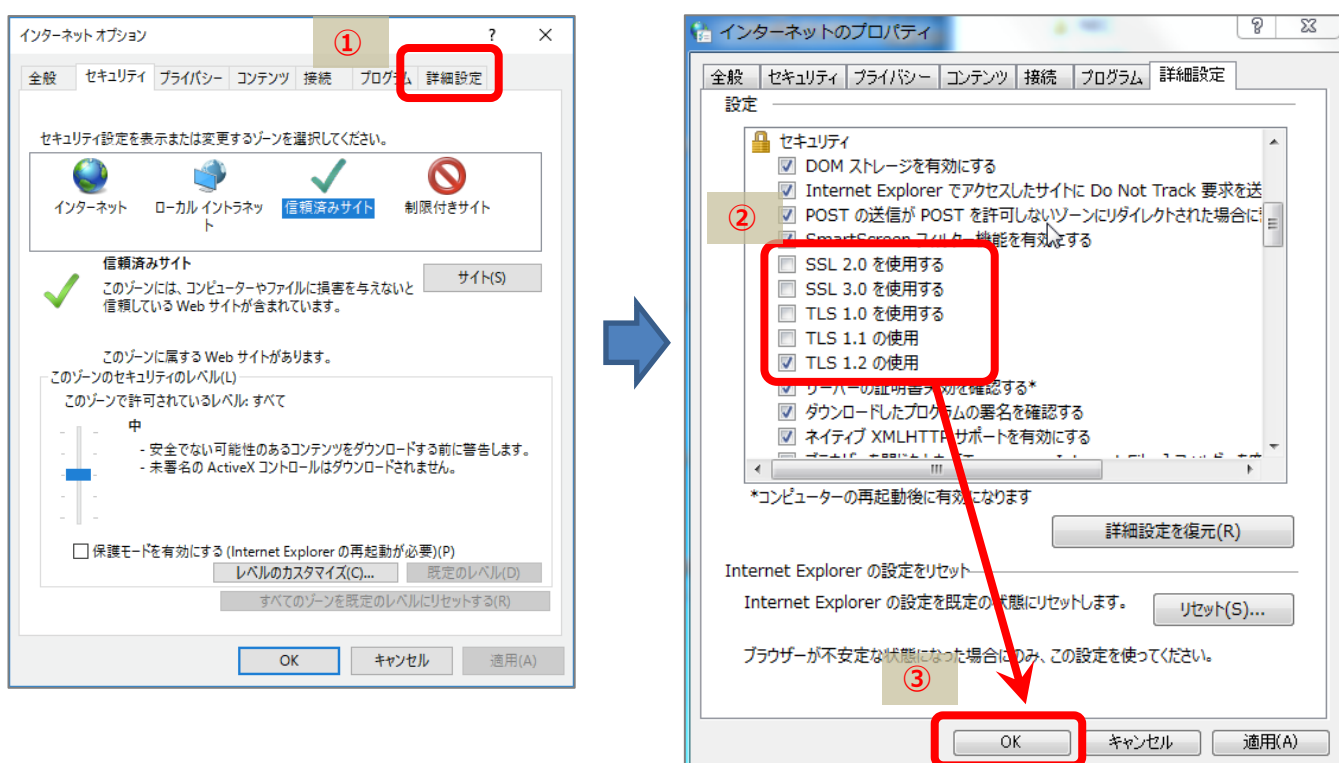 インターネット オプション
①
全般 セキュリティ プライバシー コンテンツ 接続 プログラム 詳細設定
セキュリティ設定を表示または変更するゾーンを選択してください。
インターネット
ローカル イントラネッ
ト
信頼済みサイト
制限付きサイト
信頼済みサイト
このゾーンには、コンピューターやファイルに損害を与えないと
信頼している Web サイトが含まれています。
サイト(S)
このゾーンに属する Web サイトがあります。
このゾーンのセキュリティのレベル(L)
このゾーンで許可されているレベル: すべて
中
- 安全でない可能性のあるコンテンツをダウンロードする前に警告します。
- 未署名の ActiveX コントロールはダウンロードされません。
保護モードを有効にする (Internet Explorer の再起動が必要)(P)
レベルのカスタマイズ(C)... 既定のレベル(D)
すべてのゾーンを既定のレベルにリセットする(R)
OK キャンセル 適用(A)
インターネットのプロパティ
全般 セキュリティ プライバシー コンテンツ 接続 プログラム 詳細設定
設定
セキュリティ
DOM ストレージを有効にする
Internet Explorer でアクセスしたサイトに Do Not Track 要求を送
②
POST の送信が POST を許可しないゾーンにリダイレクトされた場合に
SmartScreen フィルター機能を有効にする
SSL 2.0 を使用する
SSL 3.0 を使用する
TLS 1.0 を使用する
TLS 1.1 の使用
TLS 1.2 の使用
サーバーの証明書失効を確認する*
ダウンロードしたプログラムの署名を確認する
ネイティブ XMLHTTP サポートを有効にする
*コンピューターの再起動後に有効になります
詳細設定を復元(R)
Internet Explorer の設定をリセット
Internet Explorer の設定を既定の状態にリセットします。
リセット(S)...
ブラウザーが不安定な状態になった場合にのみ、この設定を使ってください。
③
OK キャンセル 適用(A)